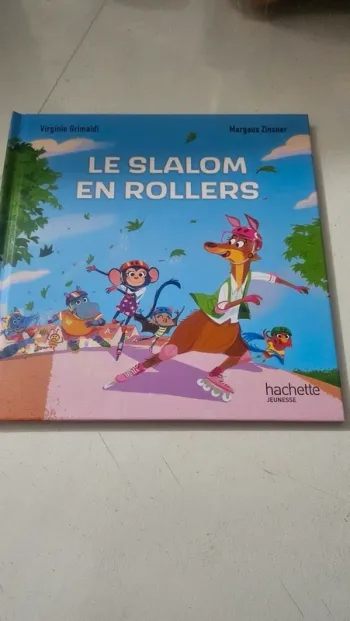 Virginie Grimaldi
Margaux Zinsner
LE SLALOM
EN ROLLERS
hachette
JEUNESSE